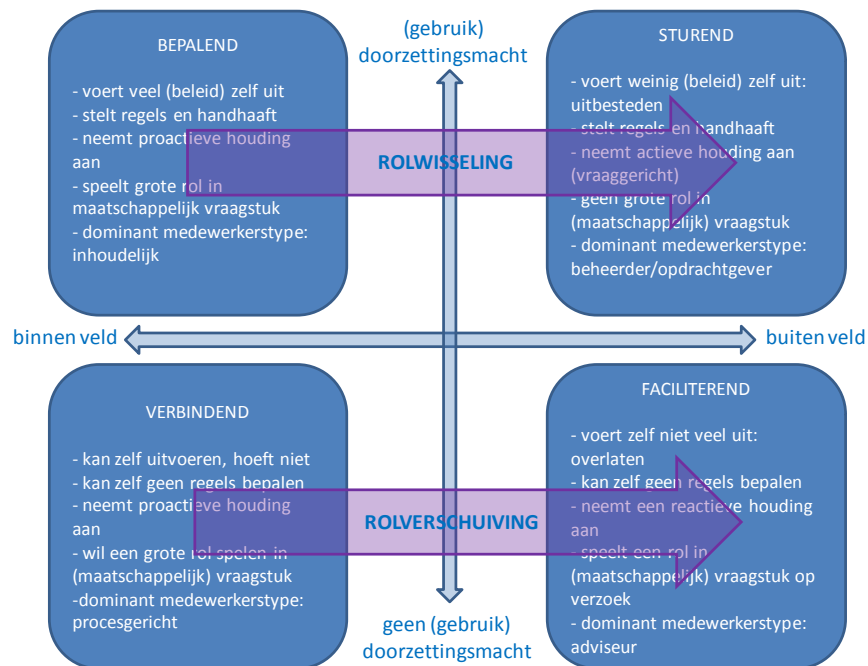 (gebruik)
doorzettingsmacht
BEPALEND
- voert veel (beleid) zelf uit
- stelt regels en handhaaft
- neemt proactieve houding
aan
- speelt grote rol in
maatschappelijk vraagstuk
- dominant medewerkerstype:
inhoudelijk
STUREND
- voert weinig (beleid) zelf uit:
uitbesteden
- stelt regels en handhaaft
- neemt actieve houding aan
(vraaggericht)
- geen grote rol in
(maatschappelijk) vraagstuk
- dominant medewerkerstype:
beheerder/opdrachtgever
ROLWISSELING
binnen veld
buiten veld
VERBINDEND
- kan zelf uitvoeren, hoeft niet
- kan zelf geen regels bepalen
- neemt proactieve houding
aan
- wil een grote rol spelen in
(maatschappelijk) vraagstuk
-dominant medewerkerstype:
procesgericht
FACILITEREND
- voert zelf niet veel uit:
overlaten
- kan zelf geen regels bepalen
- neemt een reactieve houding
aan
- speelt een rol in
(maatschappelijk) vraagstuk op
verzoek
- dominant medewerkerstype:
adviseur
ROLVERSCHUIVING
geen (gebruik)
doorzettingsmacht